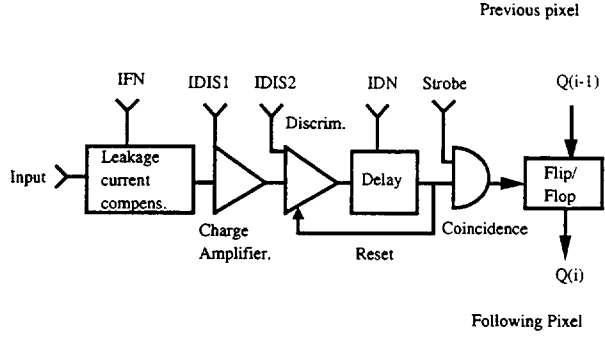 Previous pixel
IFN
IDIS1
IDIS2
IDN
Strobe
Q(i-1)
Discrim.
Input
Leakage
current
compens.
Delay
Flip/
Flop
Charge
Amplifier.
Reset
Coincidence
Q(i)
Following Pixel